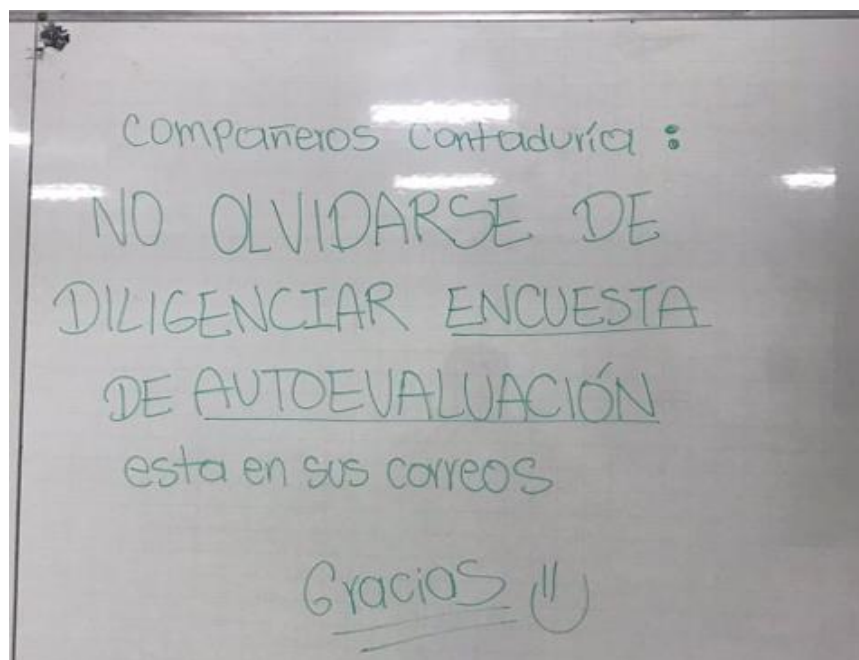 Compañeros Contaduría :
NO OLVIDARSE DE
DILIGENCIAR ENCUESTA
DE AUTOEVALUACIÓN
esta en sus correos
Gracias